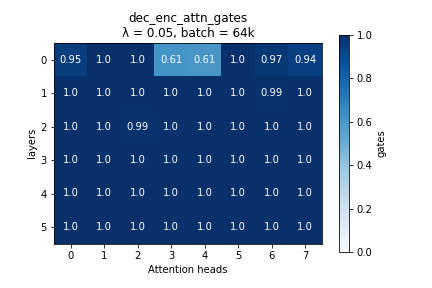 dec_enc_attn_gates
λ = 0.05, batch = 64k
0 0.95 1.0 1.0 0.61 0.61 1.0 0.97 0.94
1 1.0 1.0 1.0 1.0 1.0 1.0 0.99 1.0
2 1.0 1.0 0.99 1.0 1.0 1.0 1.0 1.0
3 1.0 1.0 1.0 1.0 1.0 1.0 1.0 1.0
4 1.0 1.0 1.0 1.0 1.0 1.0 1.0 1.0
5 1.0 1.0 1.0 1.0 1.0 1.0 1.0 1.0
layers
0 1 2 3 4 5 6 7
Attention heads
1.0
0.8
0.6
0.4
0.2
0.0
gates